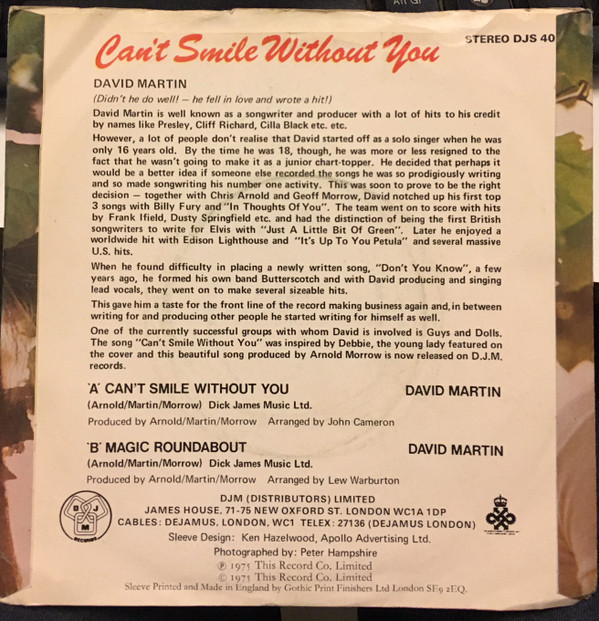 Alt Gr
Can't Smile Without You
STEREO DJS 40
DAVID MARTIN
(Didn't he do well! — he fell in love and wrote a hit!)
David Martin is well known as a songwriter and producer with a lot of hits to his credit
by names like Presley, Cliff Richard, Cilla Black etc. etc.
However, a lot of people don't realise that David started off as a solo singer when he was
only 16 years old. By the time he was 18, though, he was more or less resigned to the
fact that he wasn't going to make it as a junior chart-topper. He decided that perhaps it
would be a better idea if someone else recorded the songs he was so prodigiously writing
and so made songwriting his number one activity. This was soon to prove to be the right
decision — together with Chris Arnold and Geoff Morrow, David notched up his first top
3 songs with Billy Fury and "In Thoughts Of You". The team went on to score with hits
by Frank Ifield, Dusty Springfield etc. and had the distinction of being the first British
songwriters to write for Elvis with "Just A Little Bit Of Green". Later he enjoyed a
worldwide hit with Edison Lighthouse and "It's Up To You Petula" and several massive
U.S. hits.
When he found difficulty in placing a newly written song, "Don't You Know", a few
years ago, he formed his own band Butterscotch and with David producing and singing
lead vocals, they went on to make several sizeable hits.
This gave him a taste for the front line of the record making business again and, in between
writing for and producing other people he started writing for himself as well.
One of the currently successful groups with whom David is involved is Guys and Dolls.
The song "Can't Smile Without You" was inspired by Debbie, the young lady featured on
the cover and this beautiful song produced by Arnold Morrow is now released on D.J.M.
records.
'A' CAN'T SMILE WITHOUT YOU DAVID MARTIN
(Arnold/Martin/Morrow) Dick James Music Ltd.
Produced by Arnold/Martin/Morrow Arranged by John Cameron
'B' MAGIC ROUNDABOUT DAVID MARTIN
(Arnold/Martin/Morrow) Dick James Music Ltd.
Produced by Arnold/Martin/Morrow Arranged by Lew Warburton
DJM (DISTRIBUTORS) LIMITED
JAMES HOUSE, 71-75 NEW OXFORD ST. LONDON WC1A 1DP
CABLES: DEJAMUS, LONDON, WC1 TELEX: 27136 (DEJAMUS LONDON)
D J M
RECORDS
Sleeve Design: Ken Hazelwood, Apollo Advertising Ltd.
Photographed by: Peter Hampshire
℗ 1975 This Record Co. Limited
© 1975 This Record Co. Limited
Sleeve Printed and Made in England by Gothic Print Finishers Ltd London SE9 2EQ.